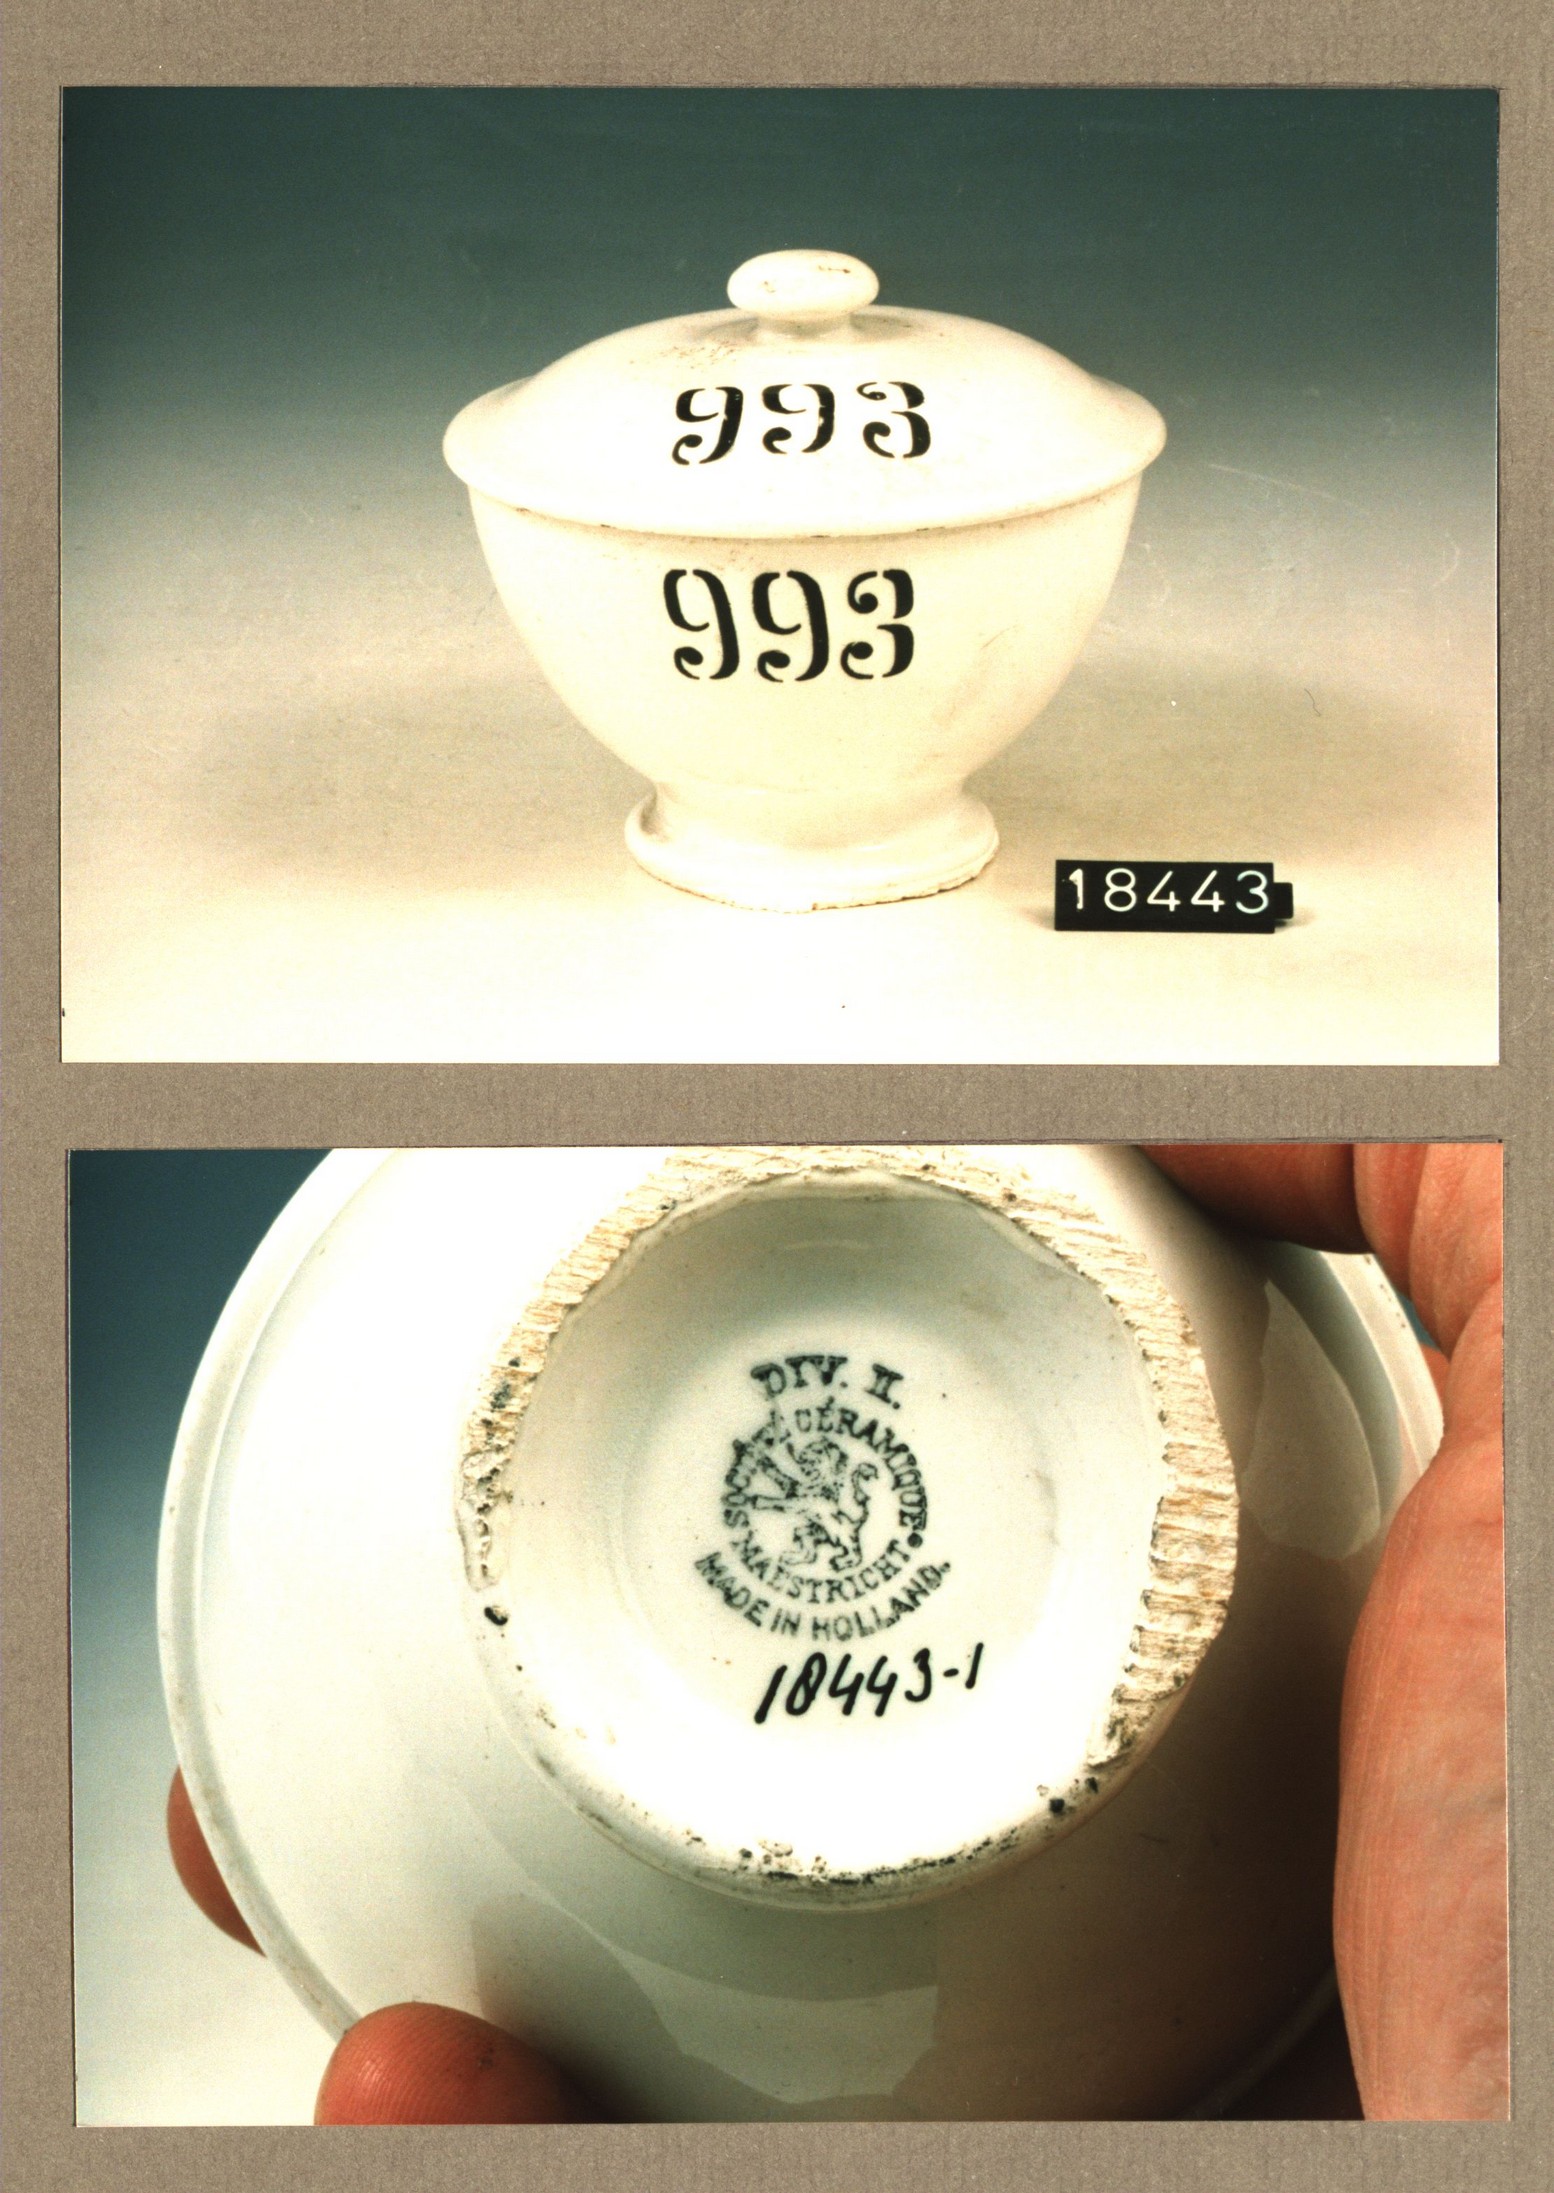 993
993
18443
DIV. II.
SOCIÉTÉ CÉRAMIQUE.
MAESTRICHT.
MADE IN HOLLAND.
18443-1